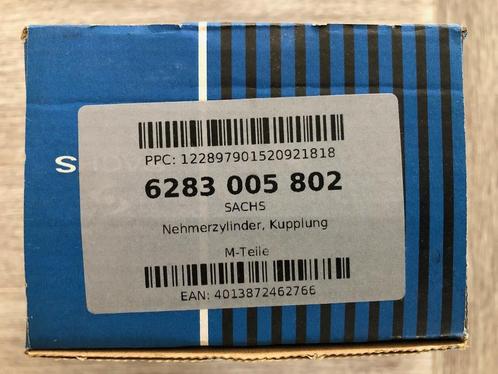 PPC: 122897901520921818
6283 005 802
SACHS
Nehmerzylinder, Kupplung
M-Teile
EAN: 4013872462766